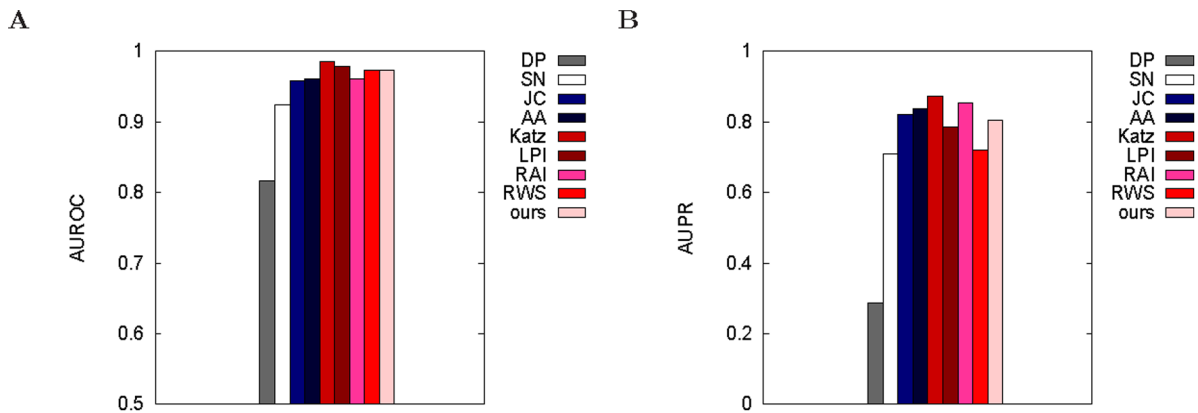 A
1
0.9
0.8
0.7
0.6
0.5
AUROC
DP
SN
JC
AA
Katz
LPI
RAI
RWS
ours
B
1
0.8
0.6
0.4
0.2
0
AUPR
DP
SN
JC
AA
Katz
LPI
RAI
RWS
ours